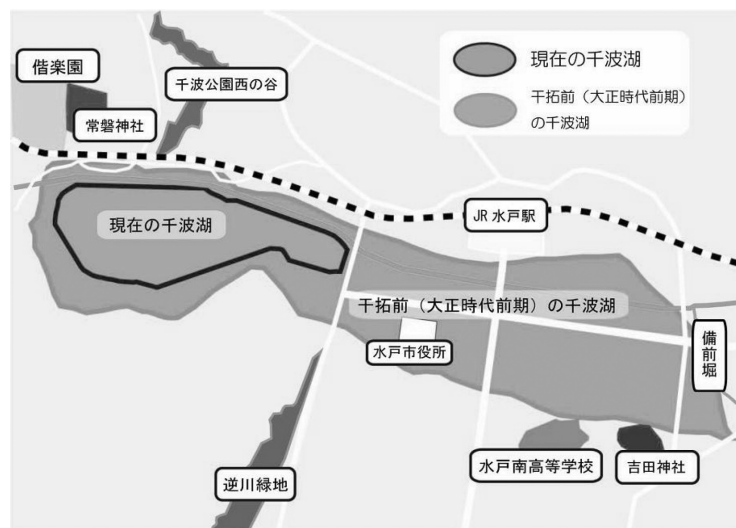 偕楽園
千波公園西の谷
常磐神社
現在の千波湖
干拓前（大正時代前期）
の千波湖
JR 水戸駅
現在の千波湖
干拓前（大正時代前期）の千波湖
水戸市役所
備前堀
逆川緑地
水戸南高等学校
吉田神社